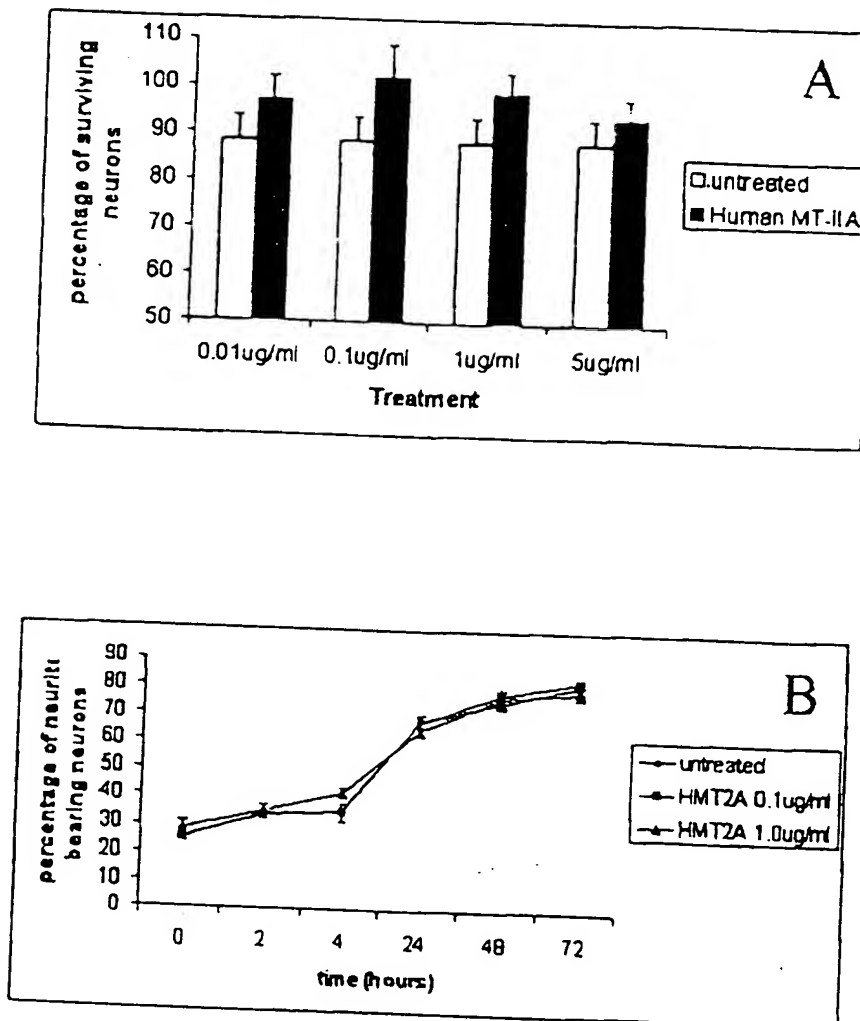 A
percentage of surviving
neurons
110
100
90
80
70
60
50
0.01ug/ml 0.1ug/ml 1ug/ml 5ug/ml
Treatment
untreated
Human MT-IIA
B
percentage of neurite
bearing neurons
90
80
70
60
50
40
30
20
10
0
0 2 4 24 48 72
time (hours)
untreated
HMT2A 0.1ug/ml
HMT2A 1.0ug/ml